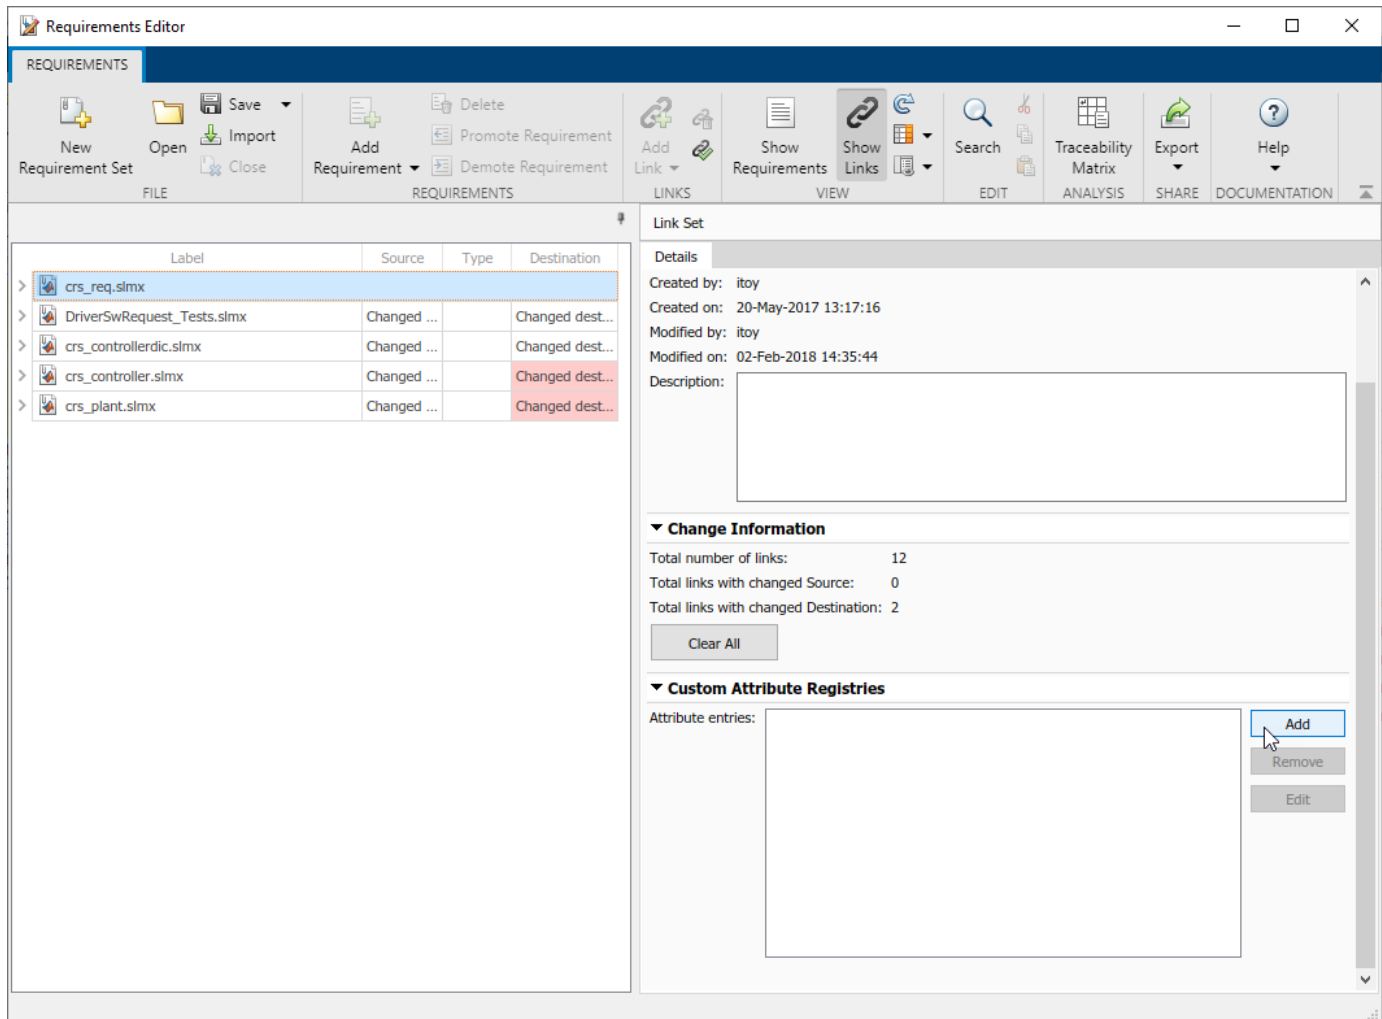 Requirements Editor
REQUIREMENTS
New Requirement Set
Open
Save
Import
Close
FILE
Add Requirement
Delete
Promote Requirement
Demote Requirement
REQUIREMENTS
Add Link
LINKS
Show Requirements
Show Links
VIEW
Search
EDIT
Traceability Matrix
ANALYSIS
Export
SHARE
? Help
DOCUMENTATION
Label Source Type Destination
crs_req.slmx
DriverSwRequest_Tests.slmx Changed ... Changed dest...
crs_controllerdic.slmx Changed ... Changed dest...
crs_controller.slmx Changed ... Changed dest...
crs_plant.slmx Changed ... Changed dest...
Link Set
Details
Created by: itoy
Created on: 20-May-2017 13:17:16
Modified by: itoy
Modified on: 02-Feb-2018 14:35:44
Description:
Change Information
Total number of links: 12
Total links with changed Source: 0
Total links with changed Destination: 2
Clear All
Custom Attribute Registries
Attribute entries:
Add
Remove
Edit